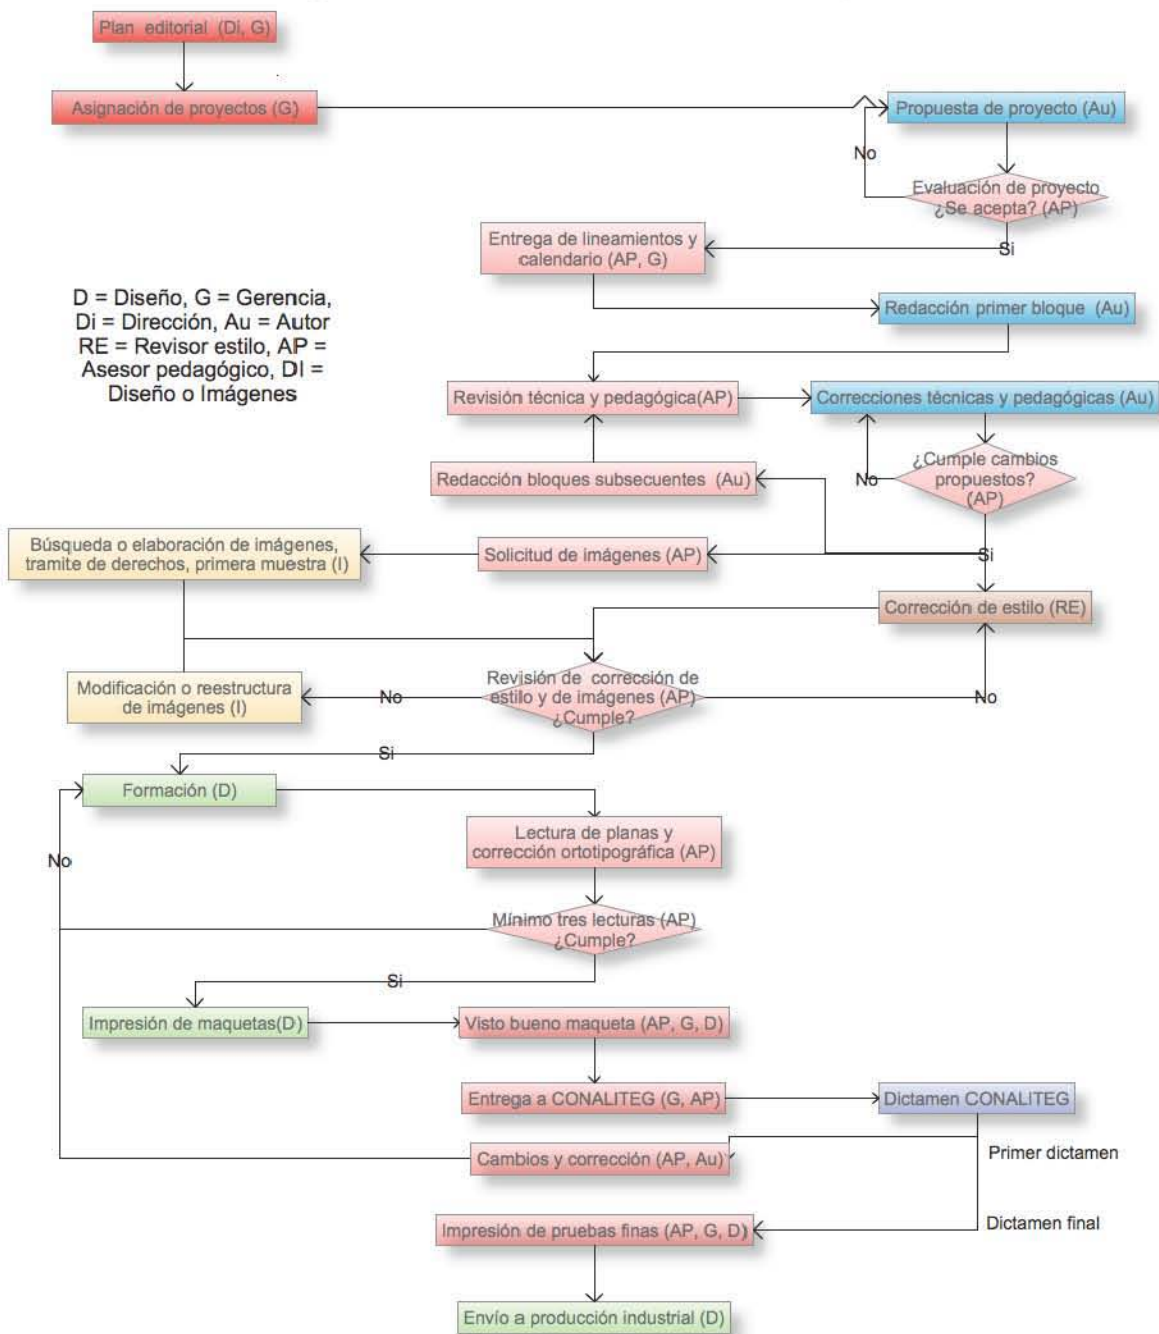 Plan editorial (Di, G)
Asignación de proyectos (G)
Propuesta de proyecto (Au)
No
Evaluación de proyecto
¿Se acepta? (AP)
Si
Entrega de lineamientos y
calendario (AP, G)
D = Diseño, G = Gerencia,
Di = Dirección, Au = Autor
RE = Revisor estilo, AP =
Asesor pedagógico, DI =
Diseño o Imágenes
Redacción primer bloque (Au)
Revisión técnica y pedagógica(AP)
Correcciones técnicas y pedagógicas (Au)
¿Cumple cambios
propuestos?
(AP)
No
Redacción bloques subsecuentes (Au)
Si
Solicitud de imágenes (AP)
Búsqueda o elaboración de imágenes,
tramite de derechos, primera muestra (I)
Corrección de estilo (RE)
Revisión de corrección de
estilo y de imágenes (AP)
¿Cumple?
No
No
Modificación o reestructura
de imágenes (I)
Si
Formación (D)
Lectura de planas y
corrección ortotipográfica (AP)
No
Mínimo tres lecturas (AP)
¿Cumple?
Si
Impresión de maquetas(D)
Visto bueno maqueta (AP, G, D)
Entrega a CONALITEG (G, AP)
Dictamen CONALITEG
Primer dictamen
Cambios y corrección (AP, Au)
Dictamen final
Impresión de pruebas finas (AP, G, D)
Envío a producción industrial (D)